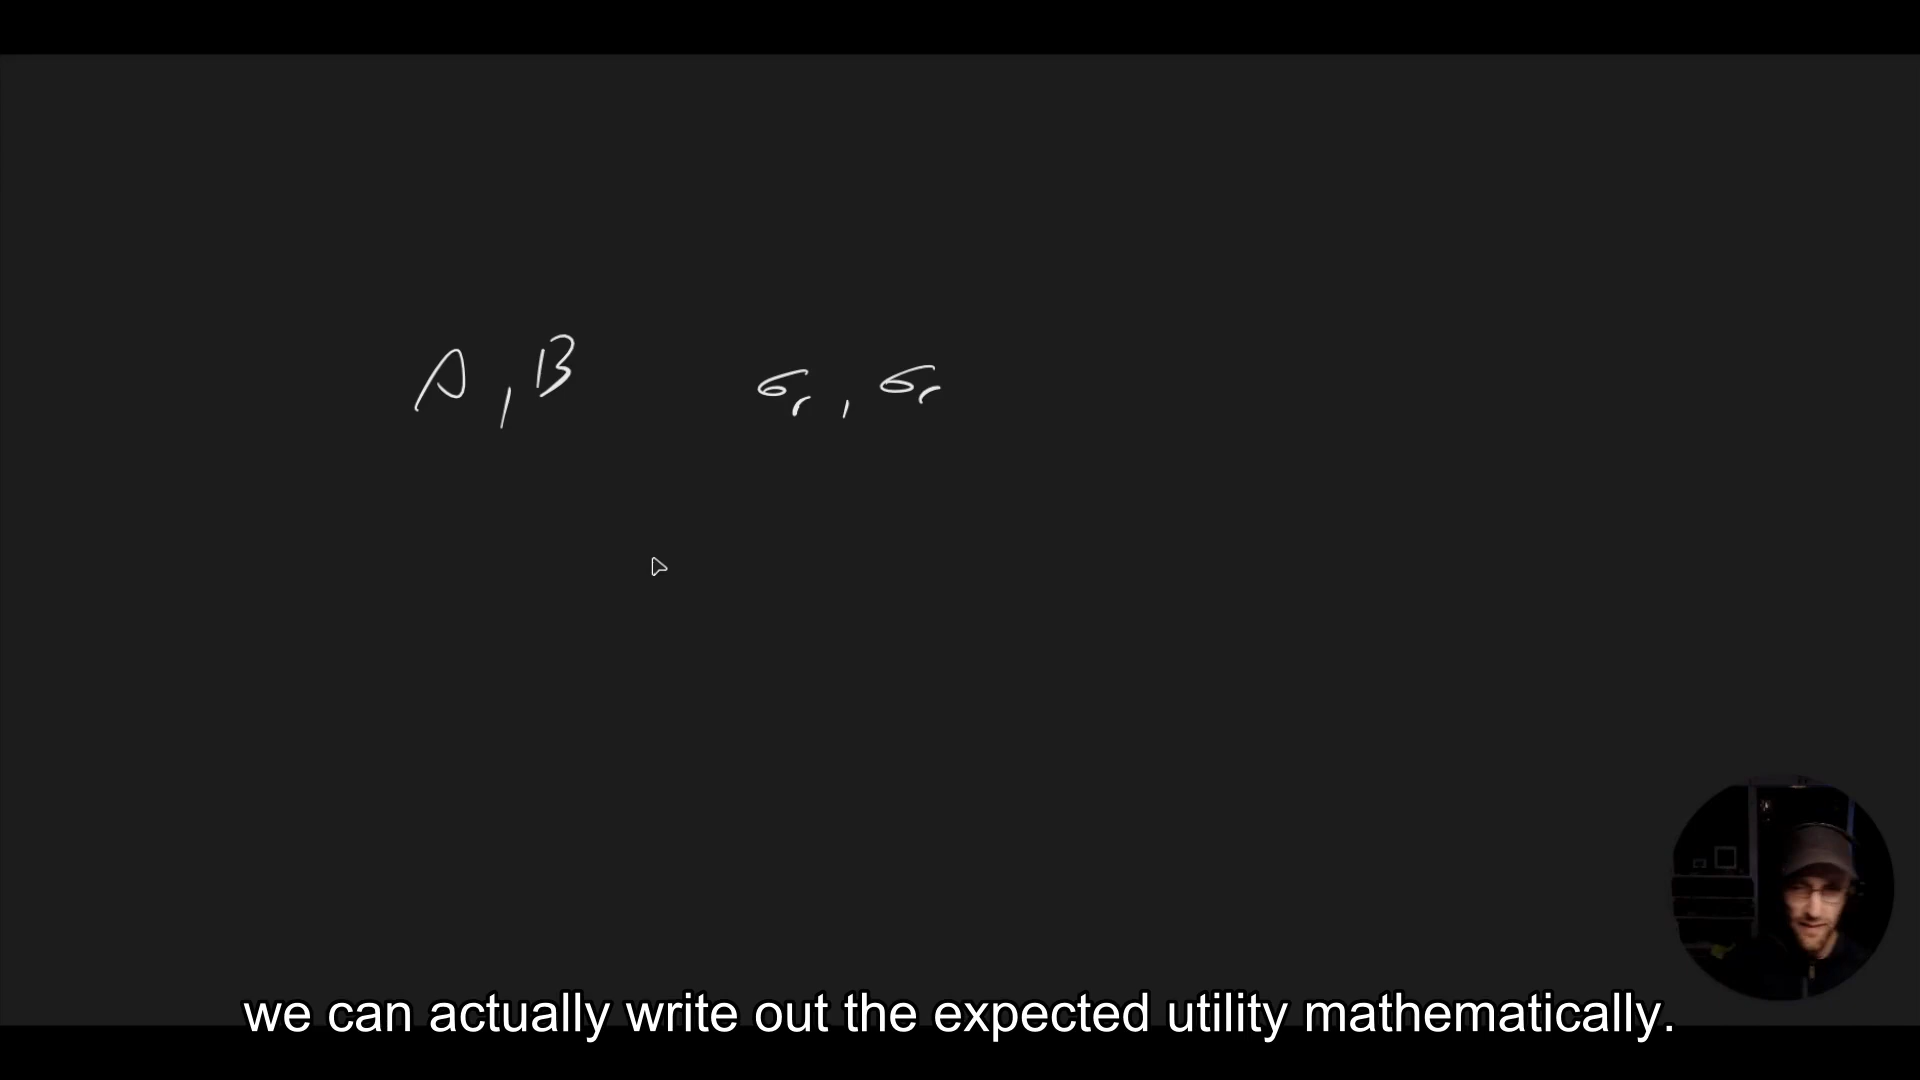 A, B σr, σr
we can actually write out the expected utility mathematically.